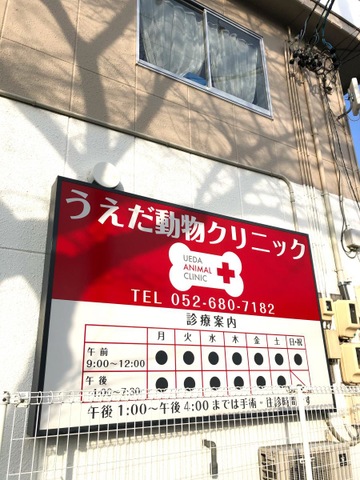 うえだ動物クリニック
UEDA
ANIMAL
CLINIC
TEL 052-680-7182
診療案内
月 火 水 木 金 土 日・祝
午前
9:00~12:00 ● ● ● ● ● ● ●
午後
4:00~7:30 ● ● ● ● ● ●
午後1:00~午後4:00までは手術・往診時間